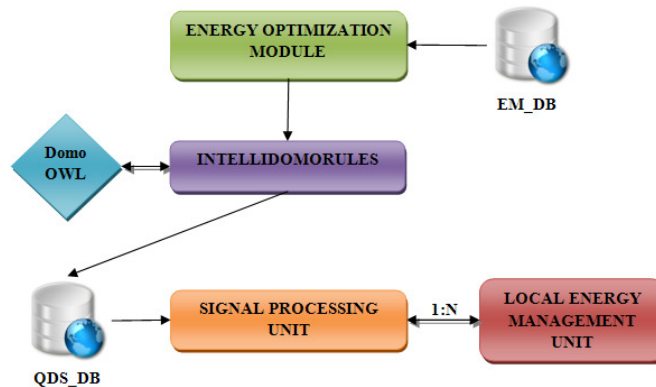 ENERGY OPTIMIZATION
MODULE
EM_DB
Domo
OWL
INTELLIDOMORULES
QDS_DB
SIGNAL PROCESSING
UNIT
1:N
LOCAL ENERGY
MANAGEMENT
UNIT